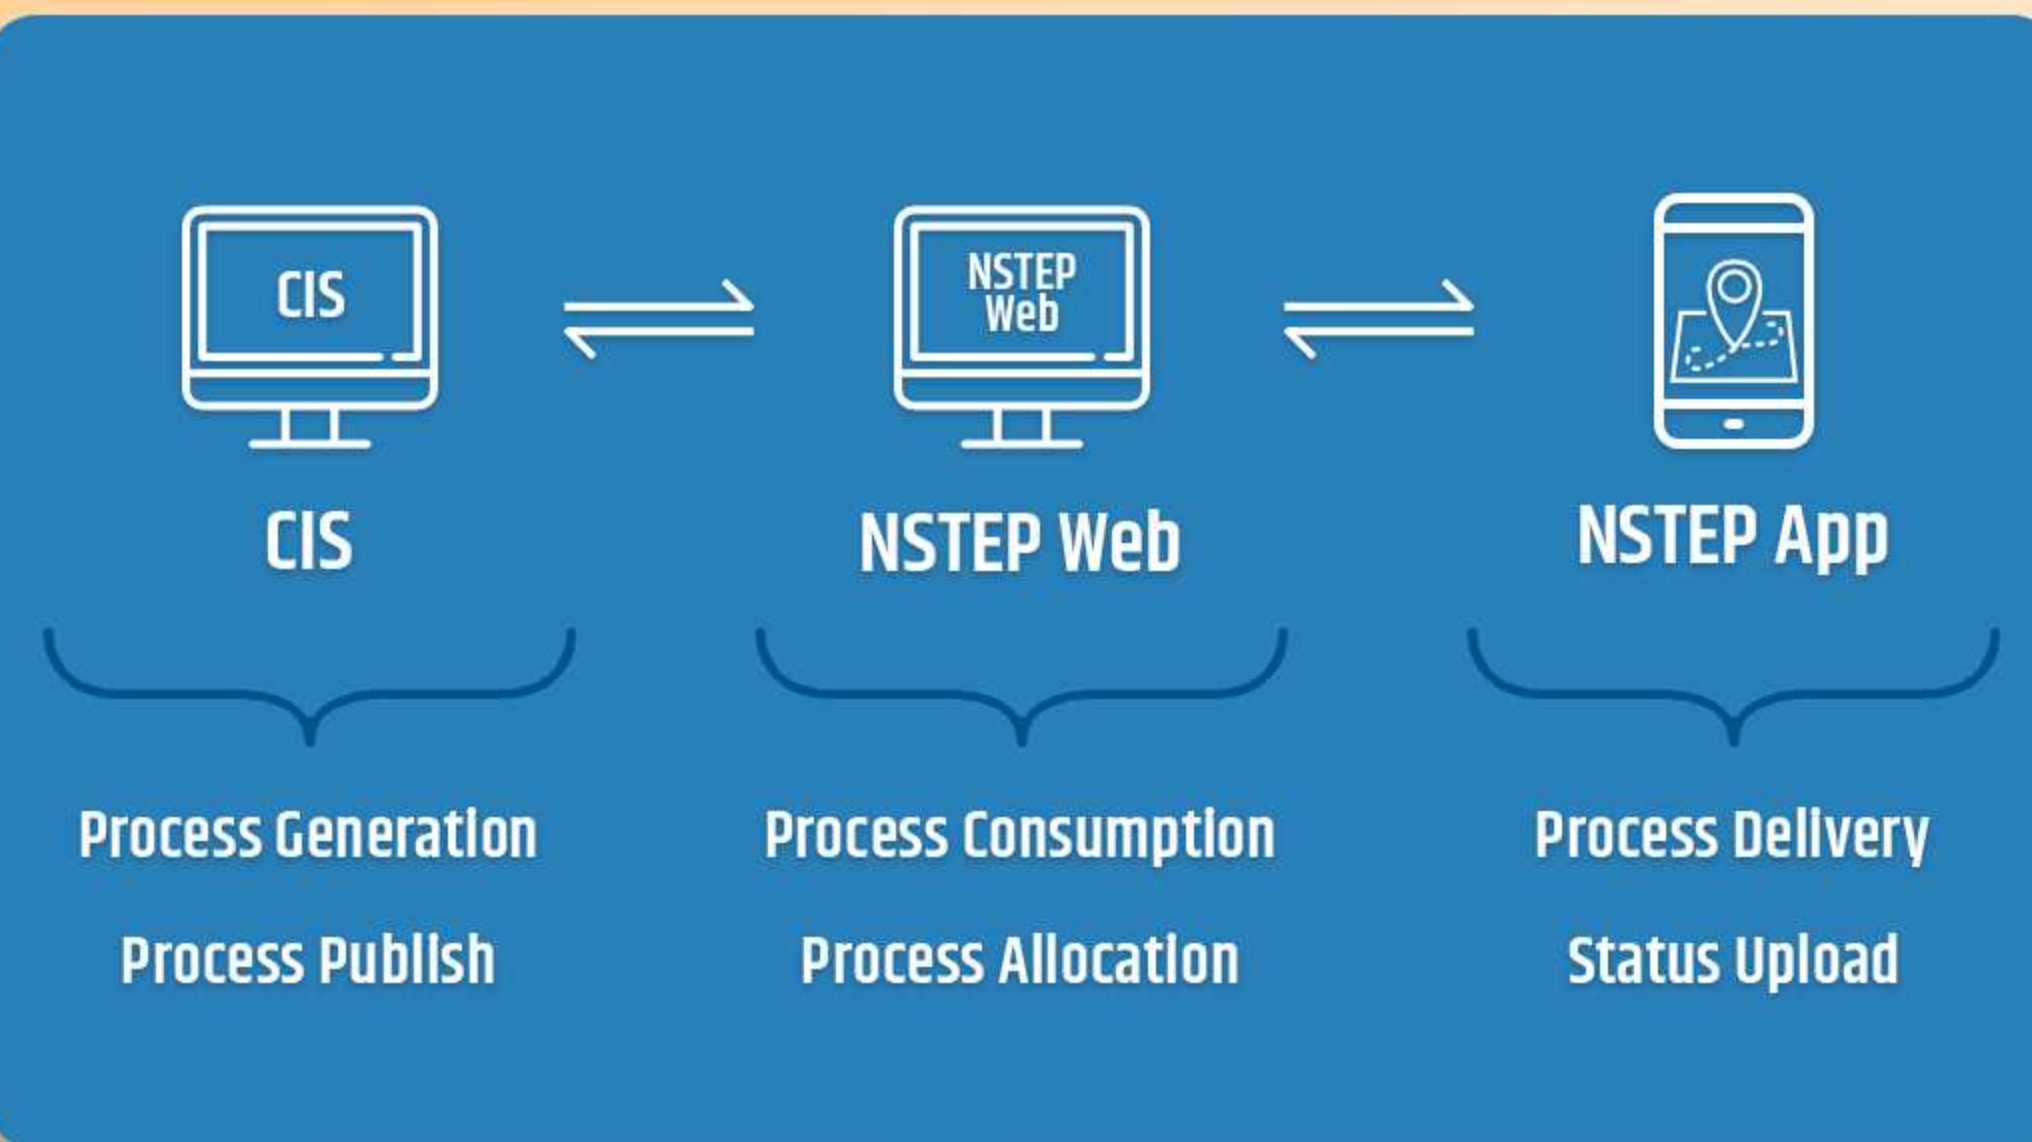 CIS
NSTEP
Web
CIS
NSTEP Web
NSTEP App
Process Generation
Process Publish
Process Consumption
Process Allocation
Process Delivery
Status Upload